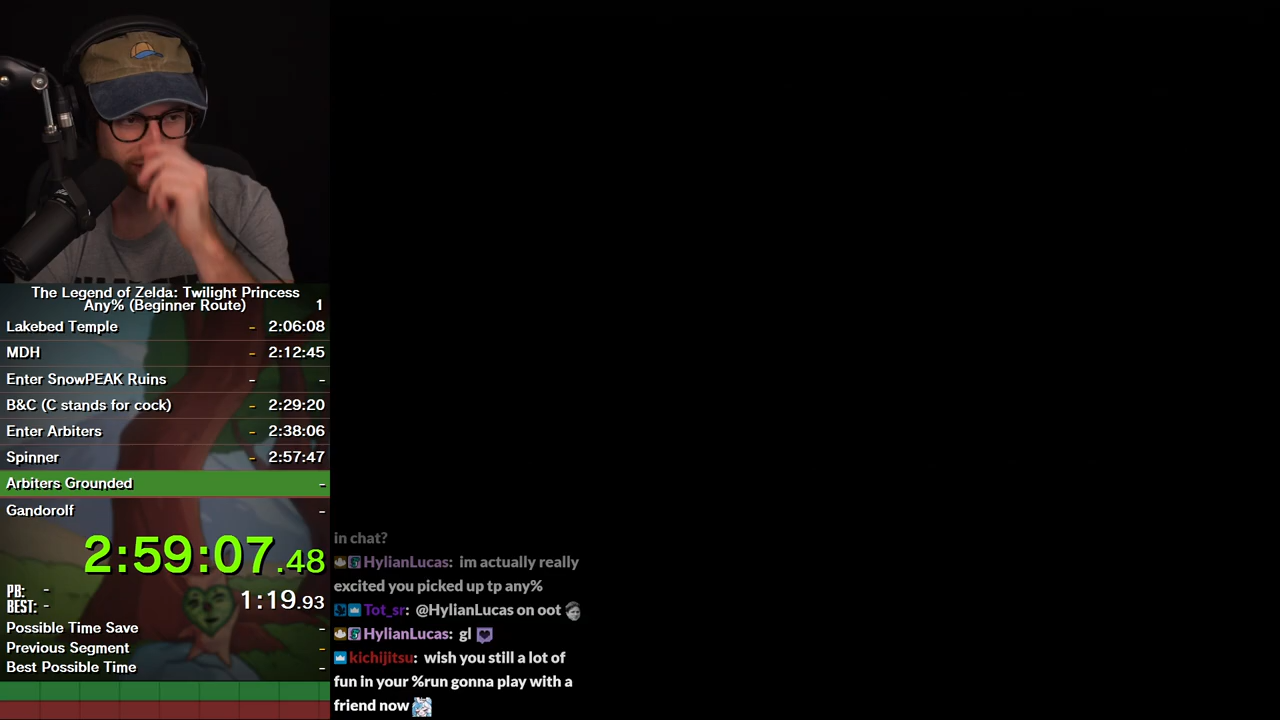 The Legend of Zelda: Twilight Princess
Any% (Beginner Route) 1
Lakebed Temple - 2:06:08
MDH - 2:12:45
Enter SnowPEAK Ruins - -
B&C (C stands for cock) - 2:29:20
Enter Arbiters - 2:38:06
Spinner - 2:57:47
Arbiters Grounded -
Gandorolf -
2:59:07.48
PB: -
BEST: -
1:19.93
Possible Time Save -
Previous Segment -
Best Possible Time -
in chat?
HylianLucas: im actually really
excited you picked up tp any%
Tot_sr: @HylianLucas on oot
HylianLucas: gl
kichijitsu: wish you still a lot of
fun in your %run gonna play with a
friend now